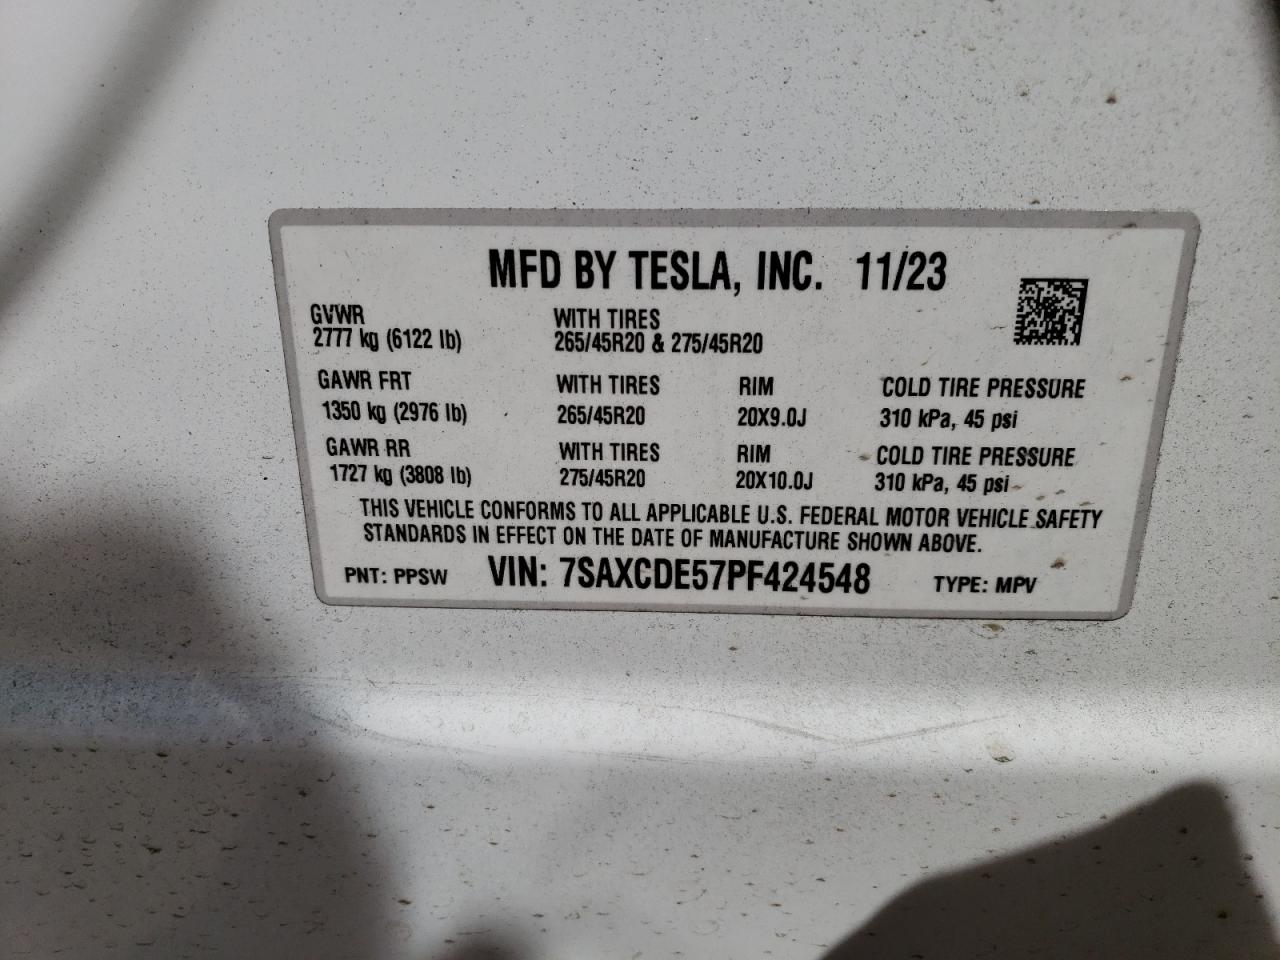 MFD BY TESLA, INC. 11/23
GVWR WITH TIRES
2777 kg (6122 lb) 265/45R20 & 275/45R20
GAWR FRT WITH TIRES RIM COLD TIRE PRESSURE
1350 kg (2976 lb) 265/45R20 20X9.0J 310 kPa, 45 psi
GAWR RR WITH TIRES RIM COLD TIRE PRESSURE
1727 kg (3808 lb) 275/45R20 20X10.0J 310 kPa, 45 psi
THIS VEHICLE CONFORMS TO ALL APPLICABLE U.S. FEDERAL MOTOR VEHICLE SAFETY
STANDARDS IN EFFECT ON THE DATE OF MANUFACTURE SHOWN ABOVE.
PNT: PPSW VIN: 7SAXCDE57PF424548 TYPE: MPV